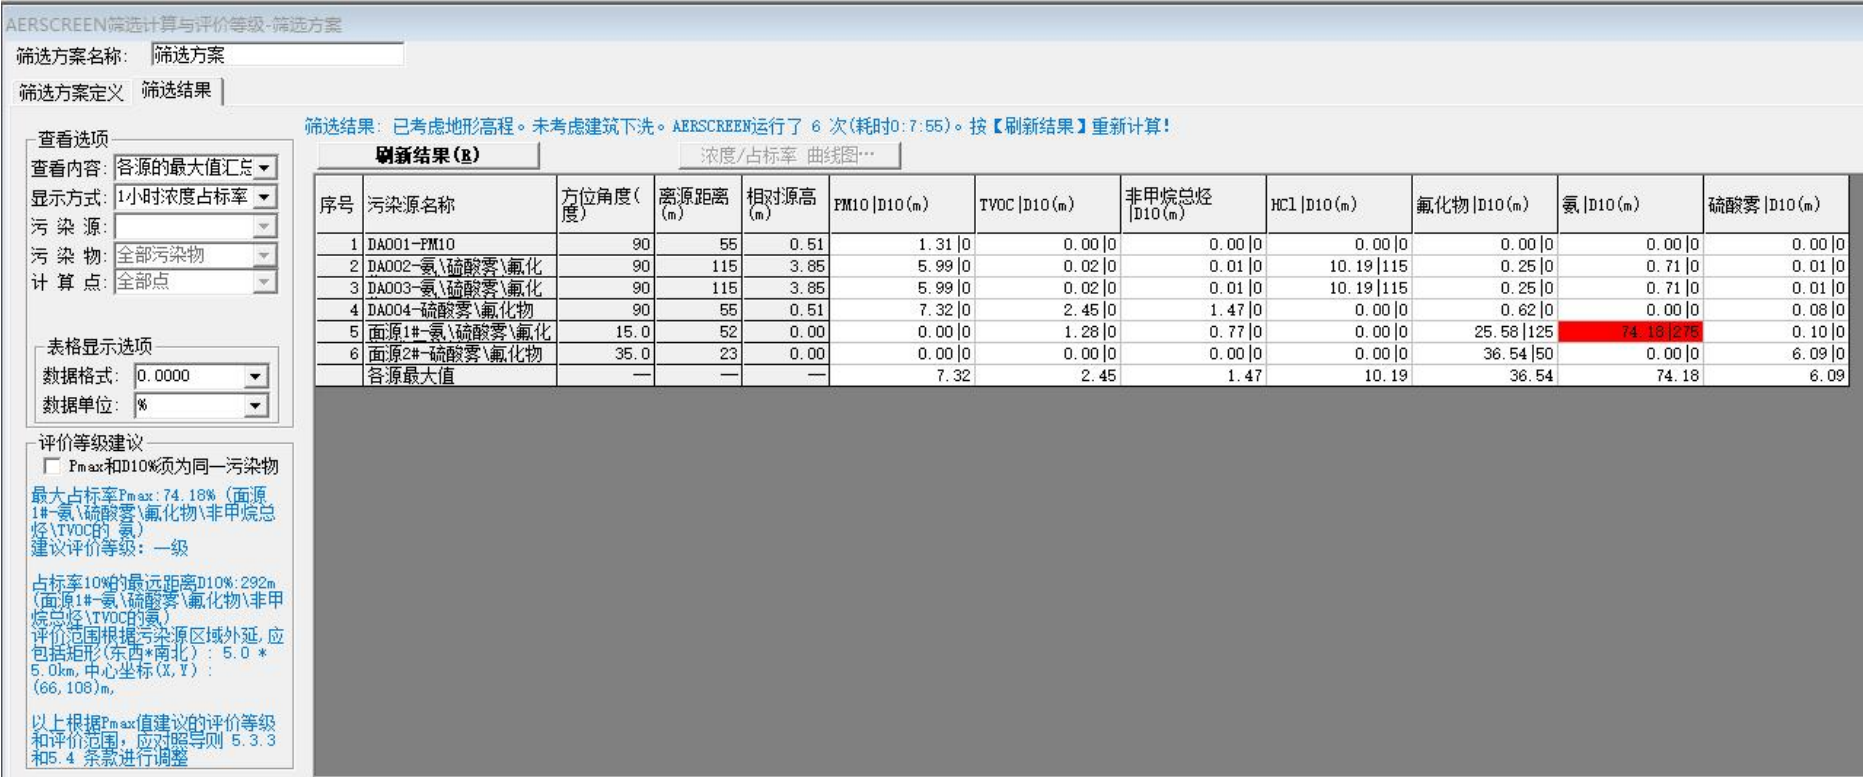 AERSCREEN筛选计算与评价等级-筛选方案
筛选方案名称: 筛选方案
筛选方案定义 筛选结果
查看选项
查看内容: 各源的最大值汇总
显示方式: 1小时浓度占标率
污 染 源:
污 染 物: 全部污染物
计 算 点: 全部点
表格显示选项
数据格式: 0.0000
数据单位: %
评价等级建议
Pmax和D10%须为同一污染物
最大占标率Pmax:74.18% (面源
1#-氨\硫酸雾\氟化物\非甲烷总
烃\TVOC的 氨)
建议评价等级: 一级
占标率10%的最远距离D10%:292m
(面源1#-氨\硫酸雾\氟化物\非甲
烷总烃\TVOC的氨)
评价范围根据污染源区域外延,应
包括矩形(东西*南北) : 5.0 *
5.0km,中心坐标(X,Y) :
(66,108)m,
以上根据Pmax值建议的评价等级
和评价范围, 应对照导则 5.3.3
和5.4 条款进行调整
筛选结果: 已考虑地形高程。未考虑建筑下洗。AERSCREEN运行了 6 次(耗时0:7:55)。按【刷新结果】重新计算!
刷新结果(R) 浓度/占标率 曲线图…
序号 污染源名称 方位角度(度) 离源距离(m) 相对源高(m) PM10|D10(m) TVOC|D10(m) 非甲烷总烃|D10(m) HCl|D10(m) 氟化物|D10(m) 氨|D10(m) 硫酸雾|D10(m)
1 DA001-PM10 90 55 0.51 1.31|0 0.00|0 0.00|0 0.00|0 0.00|0 0.00|0 0.00|0
2 DA002-氨\硫酸雾\氟化 90 115 3.85 5.99|0 0.02|0 0.01|0 10.19|115 0.25|0 0.71|0 0.01|0
3 DA003-氨\硫酸雾\氟化 90 115 3.85 5.99|0 0.02|0 0.01|0 10.19|115 0.25|0 0.71|0 0.01|0
4 DA004-硫酸雾\氟化物 90 55 0.51 7.32|0 2.45|0 1.47|0 0.00|0 0.62|0 0.00|0 0.08|0
5 面源1#-氨\硫酸雾\氟化 15.0 52 0.00 0.00|0 1.28|0 0.77|0 0.00|0 25.58|125 74.18|275 0.10|0
6 面源2#-硫酸雾\氟化物 35.0 23 0.00 0.00|0 0.00|0 0.00|0 0.00|0 36.54|50 0.00|0 6.09|0
各源最大值 — — — 7.32 2.45 1.47 10.19 36.54 74.18 6.09